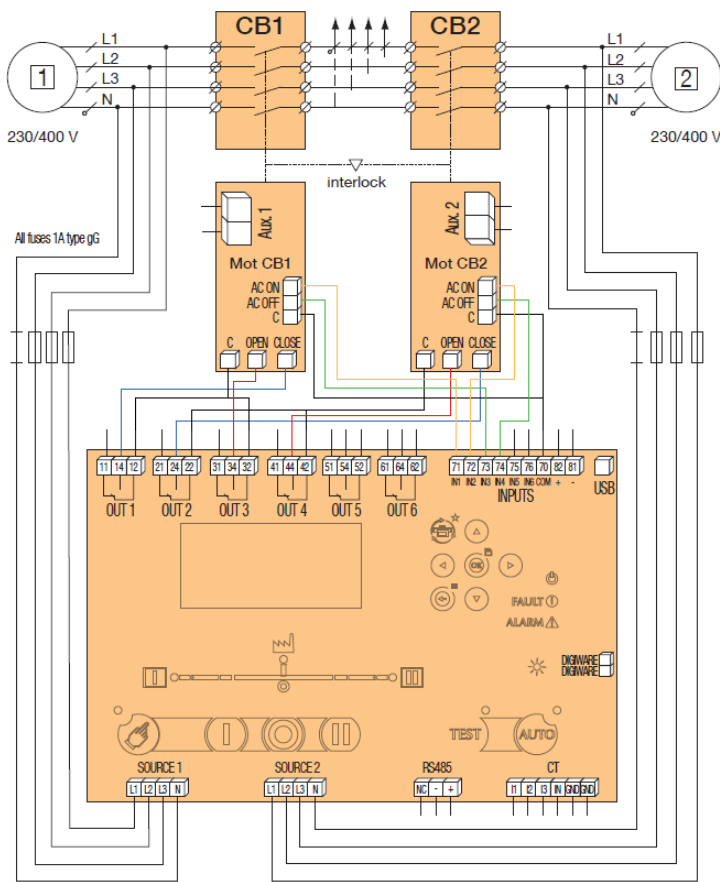 CB1 CB2
L1 L1
L2 L2
1 2
L3 L3
N N
230/400 V 230/400 V
interlock
Aux. 1 Aux. 2
All fuses 1A type gG
Mot CB1 Mot CB2
AC ON AC ON
AC OFF AC OFF
C C
C OPEN CLOSE C OPEN CLOSE
11 14 12 21 24 22 31 34 32 41 44 42 51 54 52 61 64 62 71 72 73 74 75 76 70 82 81
IN1 IN2 IN3 IN4 IN5 IN6 COM + -
OUT 1 OUT 2 OUT 3 OUT 4 OUT 5 OUT 6 INPUTS USB
OK
FAULT
ALARM
DIGIWARE
DIGIWARE
I II
I II TEST AUTO
SOURCE 1 SOURCE 2 RS485 CT
L1 L2 L3 N L1 L2 L3 N NC - + I1 I2 I3 IN GND GND